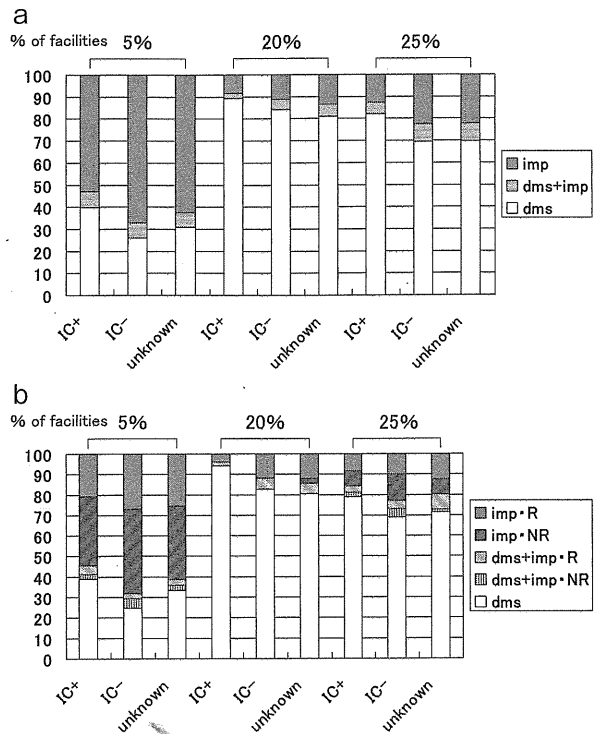 a
% of facilities 5% 20% 25%
100
90
80
70
60
50
40
30
20
10
0
IC+ IC− unknown IC+ IC− unknown IC+ IC− unknown
imp
dms+imp
dms
b
% of facilities 5% 20% 25%
100
90
80
70
60
50
40
30
20
10
0
IC+ IC− unknown IC+ IC− unknown IC+ IC− unknown
imp・R
imp・NR
dms+imp・R
dms+imp・NR
dms